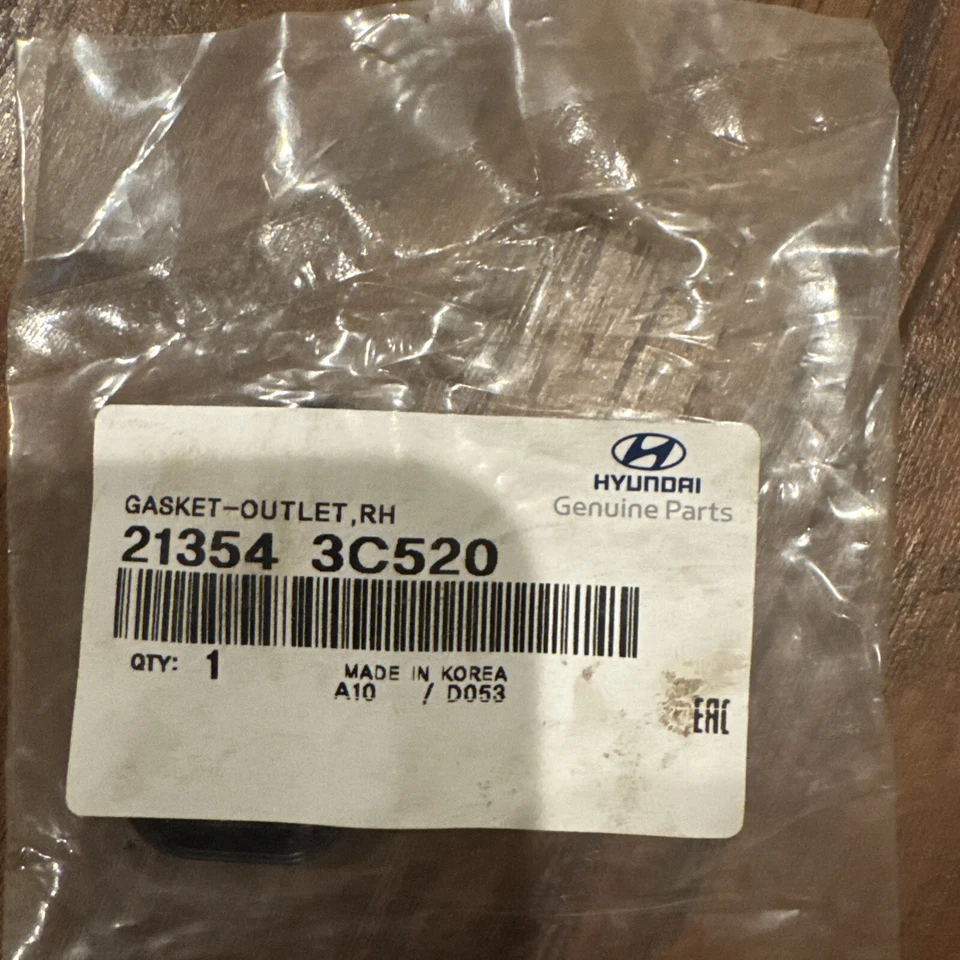 HYUNDAI
Genuine Parts
GASKET-OUTLET,RH
21354 3C520
QTY: 1
MADE IN KOREA
A10 / D053
EAC